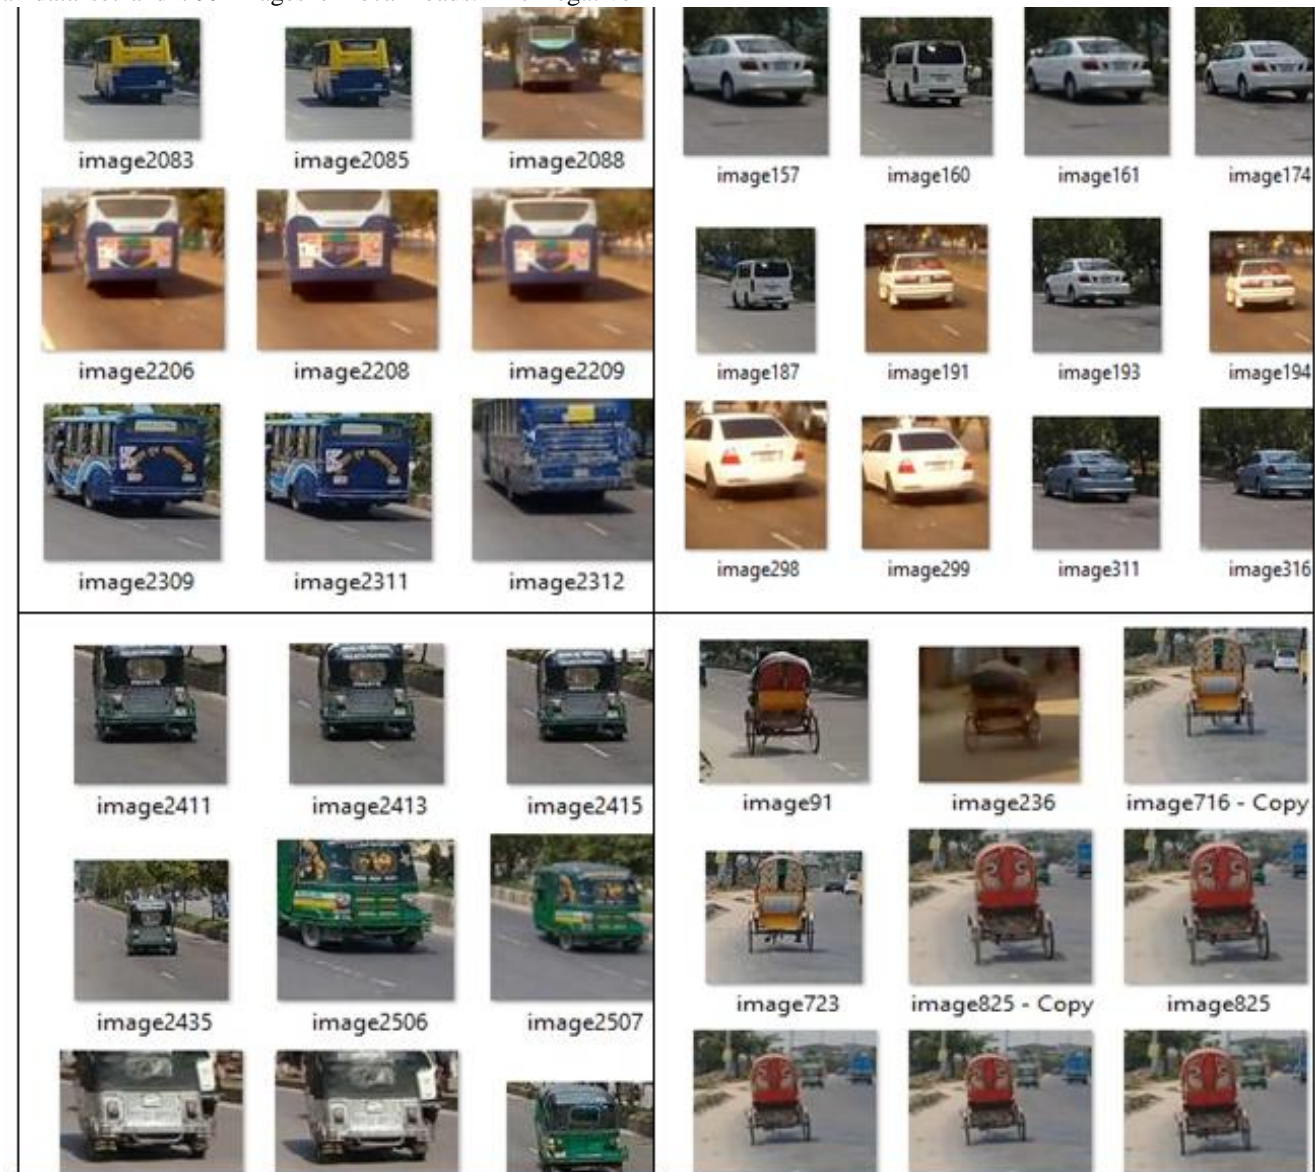 image2083 image2085 image2088
image2206 image2208 image2209
image2309 image2311 image2312
image157 image160 image161 image174
image187 image191 image193 image194
image298 image299 image311 image316
image2411 image2413 image2415
image2435 image2506 image2507
image91 image236 image716 - Copy
image723 image825 - Copy image825